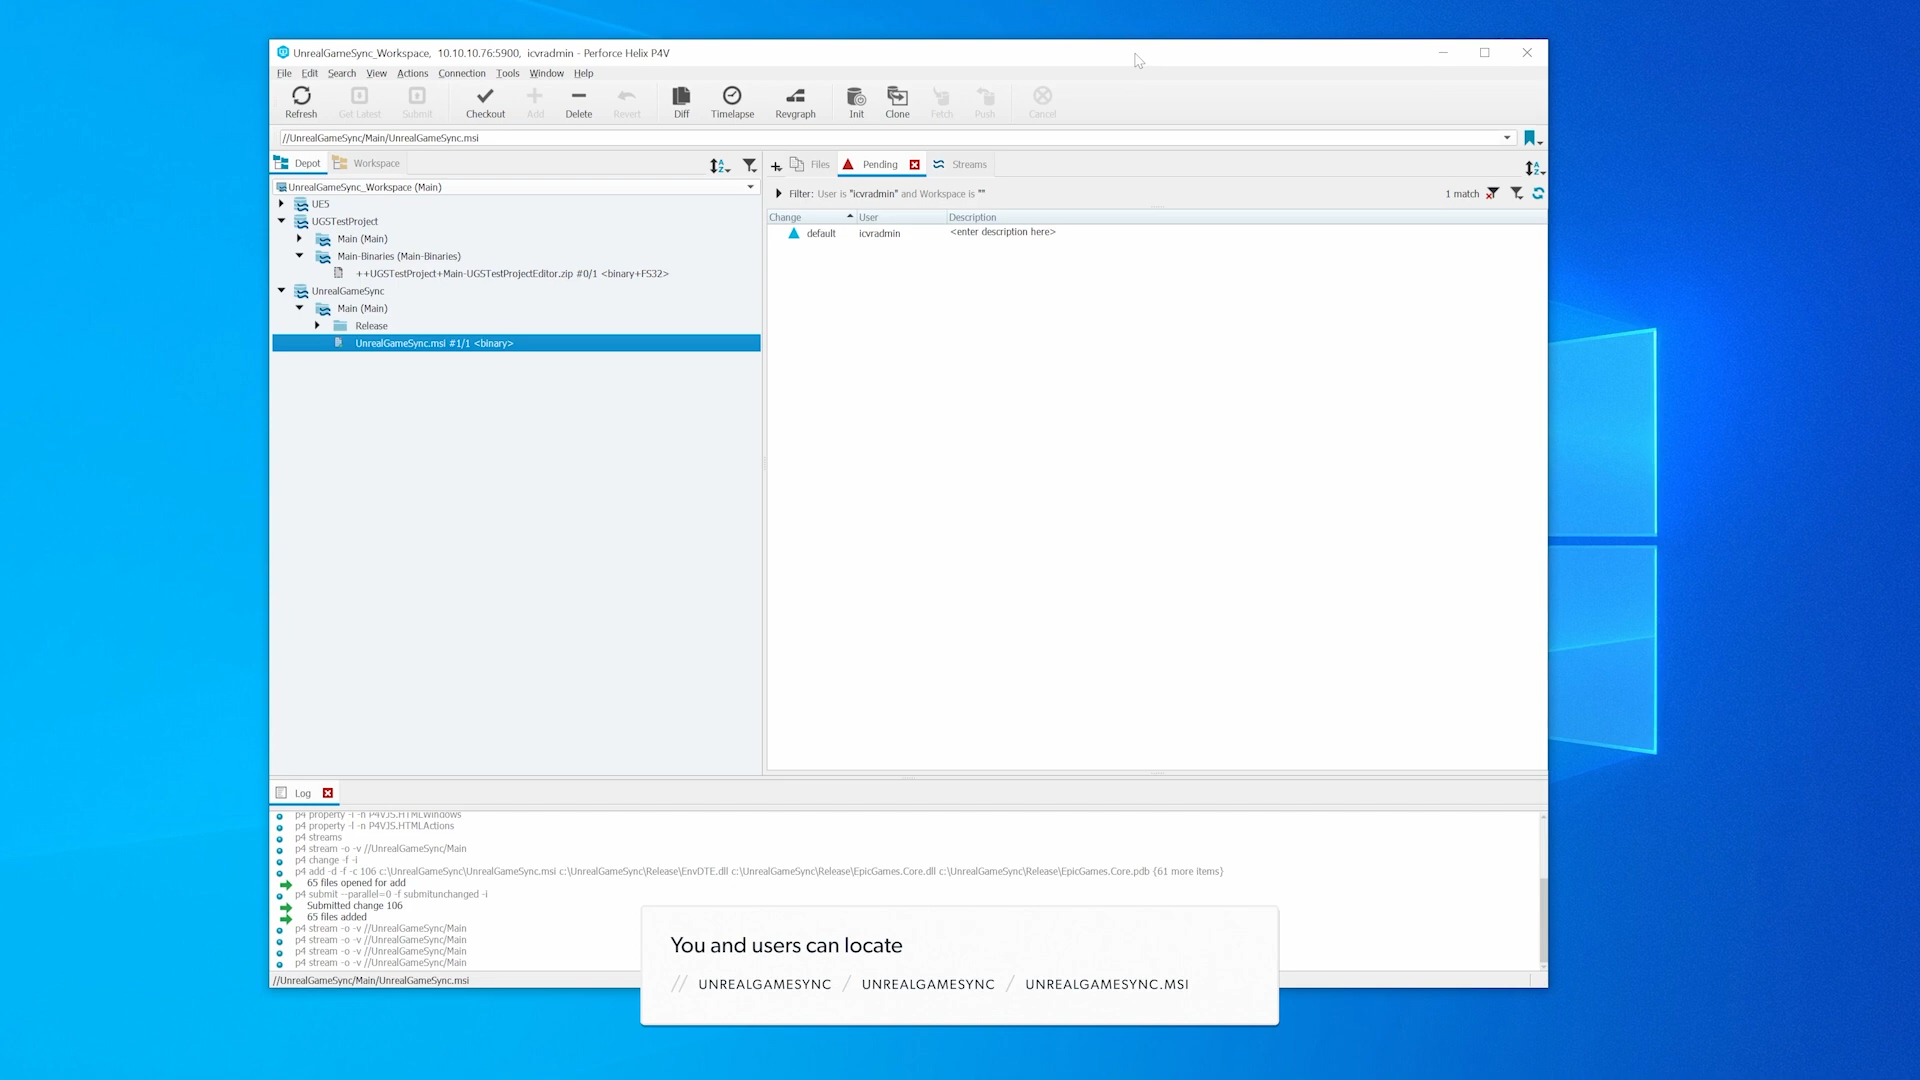 UnrealGameSync_Workspace, 10.10.10.76:5900, icvradmin - Perforce Helix P4V
File Edit Search View Actions Connection Tools Window Help
Refresh Get Latest Submit Checkout Add Delete Revert Diff Timelapse Revgraph Init Clone Fetch Push Cancel
//UnrealGameSync/Main/UnrealGameSync.msi
Depot Workspace
Files Pending Streams
UnrealGameSync_Workspace (Main)
Filter: User is "icvradmin" and Workspace is ""
1 match
UE5
UGSTestProject
Main (Main)
Main-Binaries (Main-Binaries)
++UGSTestProject+Main-UGSTestProjectEditor.zip #0/1 <binary+FS32>
UnrealGameSync
Main (Main)
Release
UnrealGameSync.msi #1/1 <binary>
Change User Description
default icvradmin <enter description here>
Log
p4 property -l -n P4VJS.HTMLWindows
p4 property -l -n P4VJS.HTMLActions
p4 streams
p4 stream -o -v //UnrealGameSync/Main
p4 change -f -i
p4 add -d -f -c 106 c:\UnrealGameSync\UnrealGameSync.msi c:\UnrealGameSync\Release\EnvDTE.dll c:\UnrealGameSync\Release\EpicGames.Core.dll c:\UnrealGameSync\Release\EpicGames.Core.pdb {61 more items}
65 files opened for add
p4 submit --parallel=0 -f submitunchanged -i
Submitted change 106
65 files added
p4 stream -o -v //UnrealGameSync/Main
p4 stream -o -v //UnrealGameSync/Main
p4 stream -o -v //UnrealGameSync/Main
p4 stream -o -v //UnrealGameSync/Main
//UnrealGameSync/Main/UnrealGameSync.msi
You and users can locate
// UNREALGAMESYNC / UNREALGAMESYNC / UNREALGAMESYNC.MSI